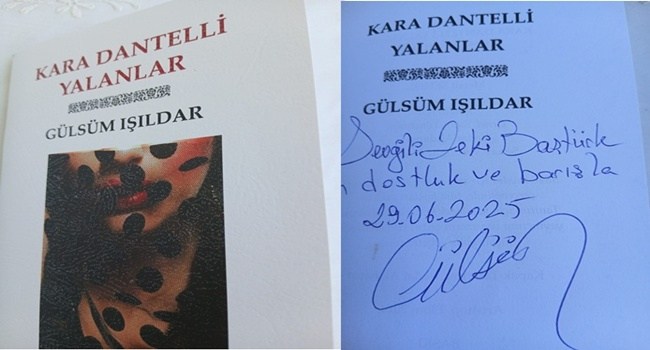 KARA DANTELLİ
YALANLAR
GÜLSÜM IŞILDAR
KARA DANTELLİ
YALANLAR
GÜLSÜM IŞILDAR
Sevgili Zeki Baştürk
dostluk ve barışla
29.06.2025
Gülsüm